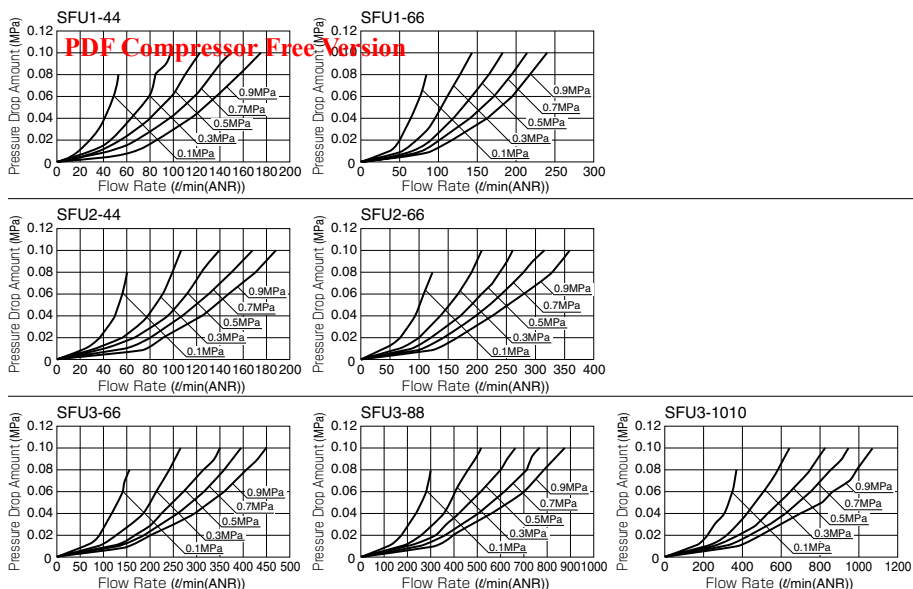 SFU1-44
PDF Compressor Free Version
Pressure Drop Amount (MPa)
0.12
0.10
0.08
0.06
0.04
0.02
0
0.9MPa
0.7MPa
0.5MPa
0.3MPa
0.1MPa
0 20 40 60 80 100 120 140 160 180 200
Flow Rate (ℓ/min(ANR))
SFU1-66
Pressure Drop Amount (MPa)
0.12
0.10
0.08
0.06
0.04
0.02
0
0.9MPa
0.7MPa
0.5MPa
0.3MPa
0.1MPa
0 50 100 150 200 250 300
Flow Rate (ℓ/min(ANR))
SFU2-44
Pressure Drop Amount (MPa)
0.12
0.10
0.08
0.06
0.04
0.02
0
0.9MPa
0.7MPa
0.5MPa
0.3MPa
0.1MPa
0 20 40 60 80 100 120 140 160 180 200
Flow Rate (ℓ/min(ANR))
SFU2-66
Pressure Drop Amount (MPa)
0.12
0.10
0.08
0.06
0.04
0.02
0
0.9MPa
0.7MPa
0.5MPa
0.3MPa
0.1MPa
0 50 100 150 200 250 300 350 400
Flow Rate (ℓ/min(ANR))
SFU3-66
Pressure Drop Amount (MPa)
0.12
0.10
0.08
0.06
0.04
0.02
0
0.9MPa
0.7MPa
0.5MPa
0.3MPa
0.1MPa
0 50 100 150 200 250 300 350 400 450 500
Flow Rate (ℓ/min(ANR))
SFU3-88
Pressure Drop Amount (MPa)
0.12
0.10
0.08
0.06
0.04
0.02
0
0.9MPa
0.7MPa
0.5MPa
0.3MPa
0.1MPa
0 100 200 300 400 500 600 700 800 900 1000
Flow Rate (ℓ/min(ANR))
SFU3-1010
Pressure Drop Amount (MPa)
0.12
0.10
0.08
0.06
0.04
0.02
0
0.9MPa
0.7MPa
0.5MPa
0.3MPa
0.1MPa
0 200 400 600 800 1000 1200
Flow Rate (ℓ/min(ANR))